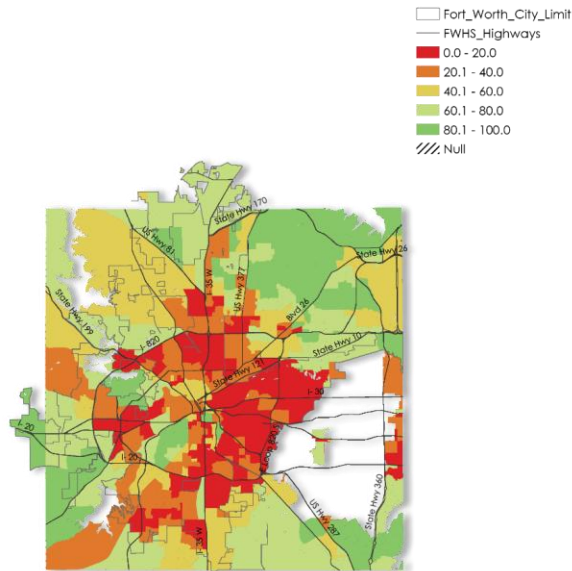 Fort_Worth_City_Limit
FWHS_Highways
0.0 - 20.0
20.1 - 40.0
40.1 - 60.0
60.1 - 80.0
80.1 - 100.0
Null
State Hwy 170
US Hwy 81
State Hwy 26
I- 35 W
US Hwy 377
State Hwy 199
Blvd 26
I- 820
State Hwy 10
State Hwy 121
I- 30
I- 20
I- 20
US Hwy 287
State Hwy 360
I- 35 W